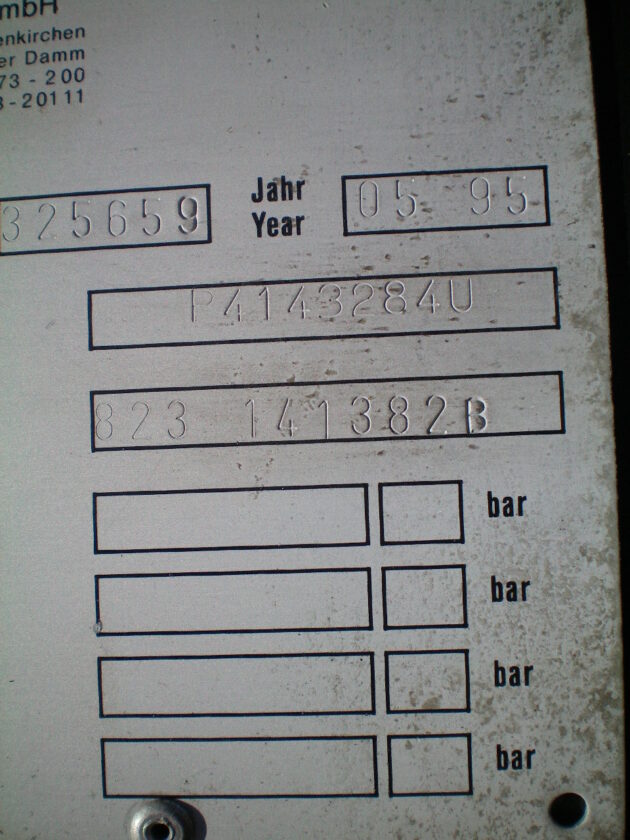 mbH
enkirchen
er Damm
73 - 200
3 - 20111
325659 Jahr 05 95
Year
P4143284U
823 141382B
bar
bar
bar
bar